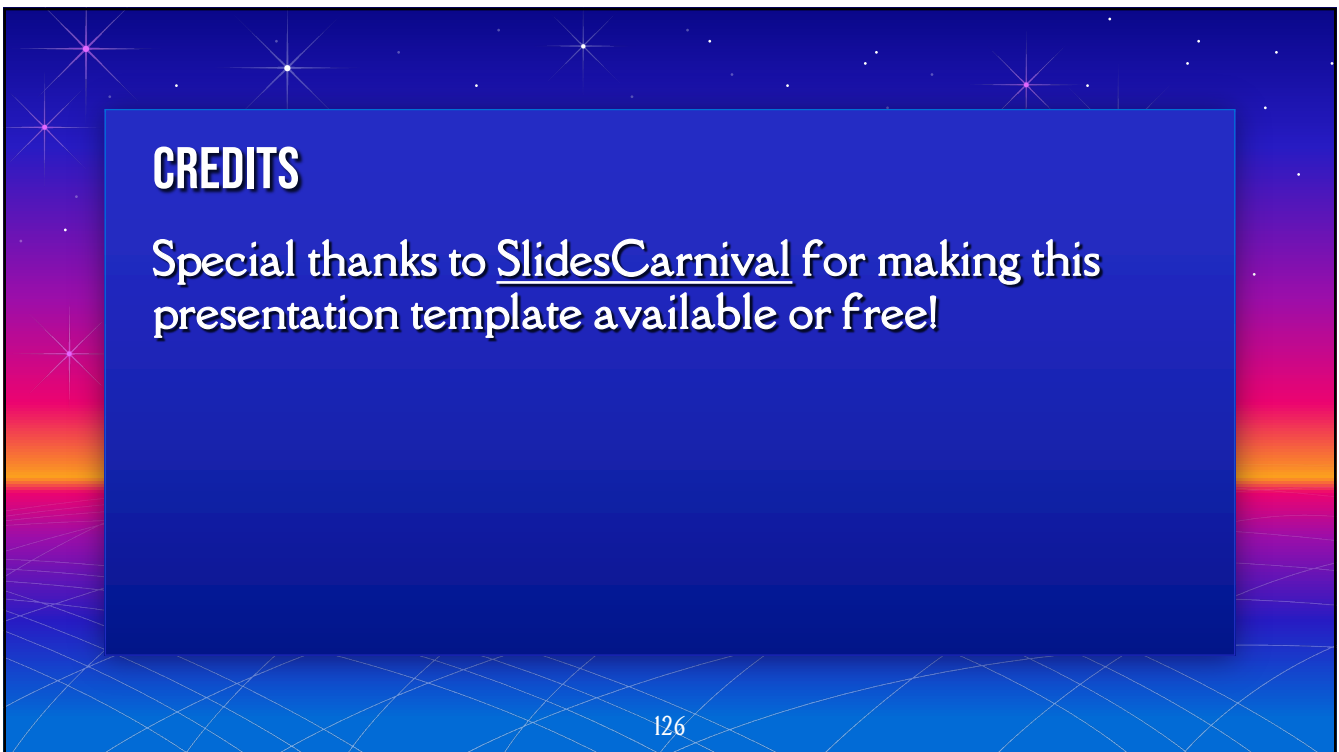 CREDITS
Special thanks to SlidesCarnival for making this
presentation template available or free!
126